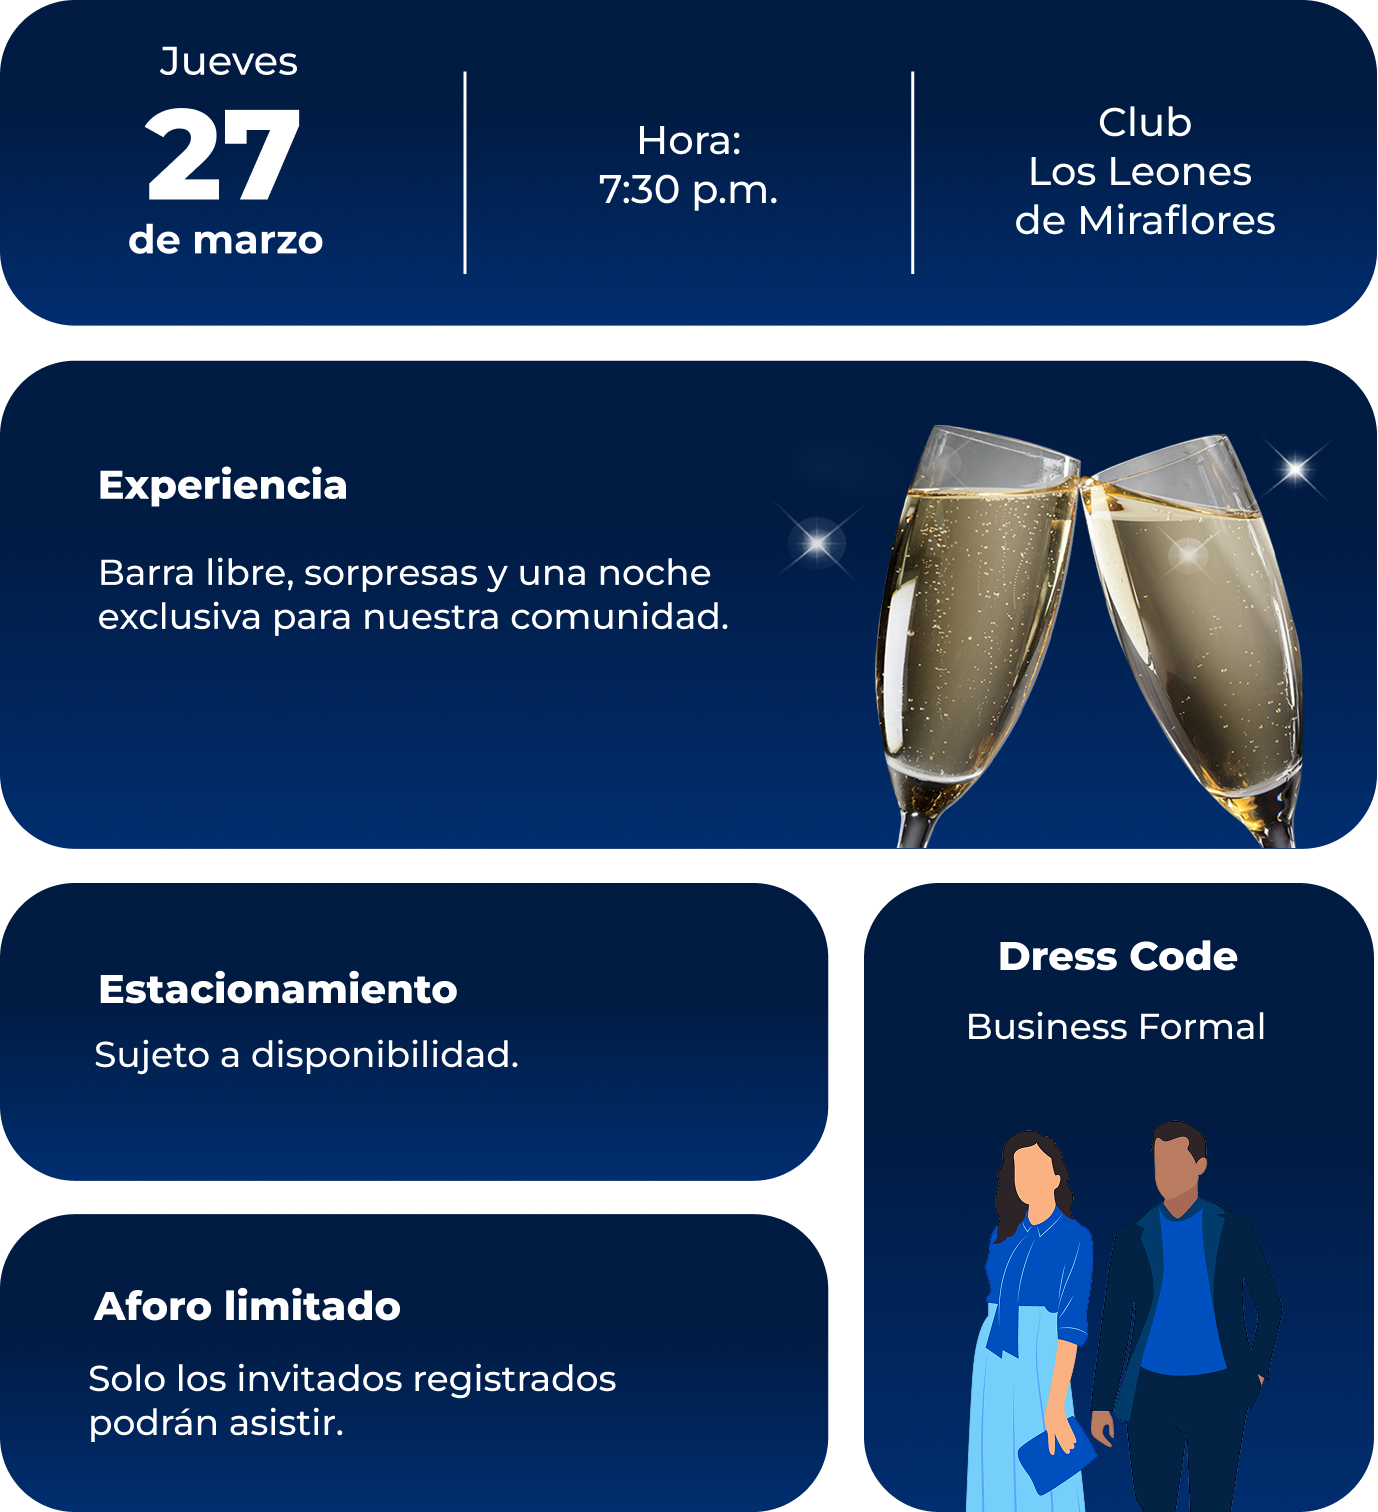 Jueves
27
de marzo
Hora:
7:30 p.m.
Club
Los Leones
de Miraflores
Experiencia
Barra libre, sorpresas y una noche
exclusiva para nuestra comunidad.
Estacionamiento
Sujeto a disponibilidad.
Dress Code
Business Formal
Aforo limitado
Solo los invitados registrados
podrán asistir.